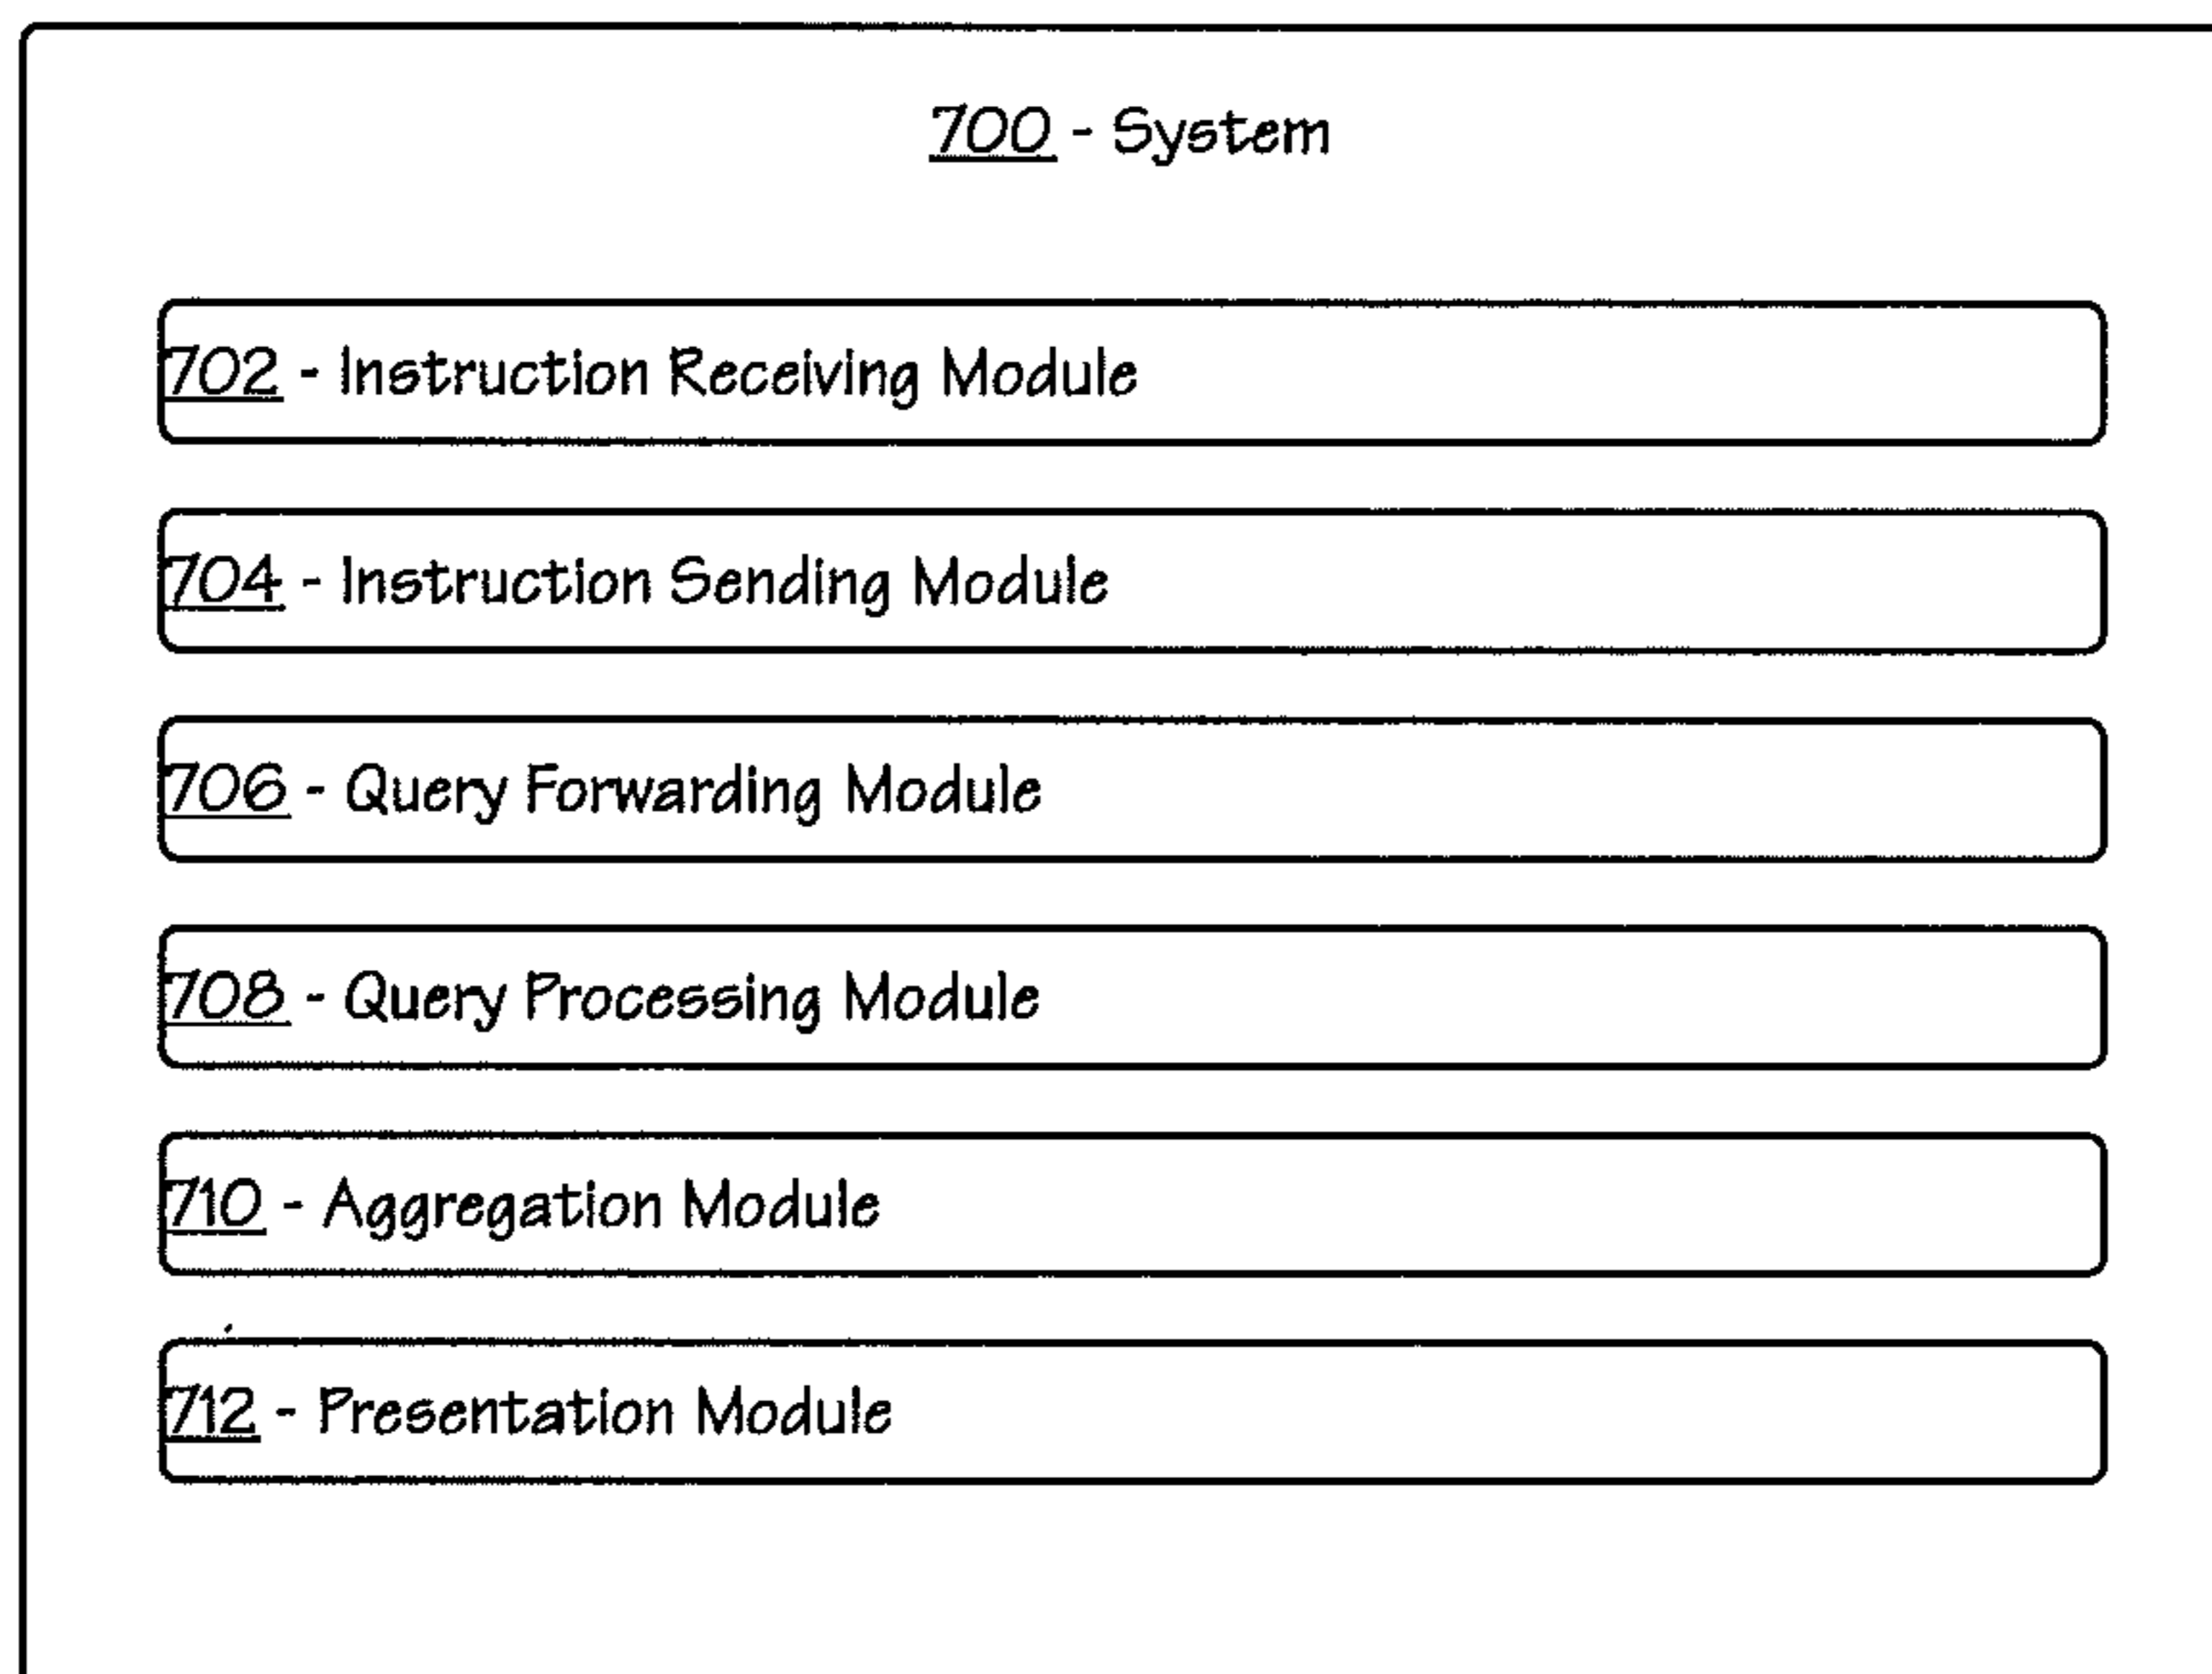 700 - System
702 - Instruction Receiving Module
704 - Instruction Sending Module
706 - Query Forwarding Module
708 - Query Processing Module
710 - Aggregation Module
712 - Presentation Module